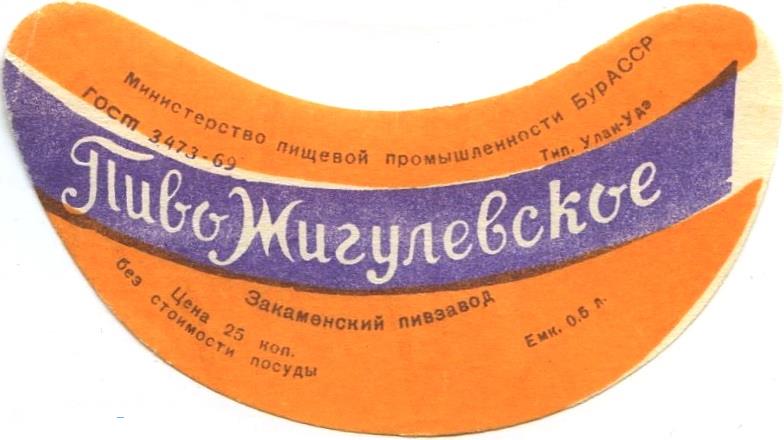 Министерство пищевой промышленности БурАССР
ГОСТ 3473-69
Тип. Улан-Удэ
Пиво Жигулевское
Закаменский пивзавод
Цена 25 коп.
без стоимости посуды
Емк. 0.5 л.